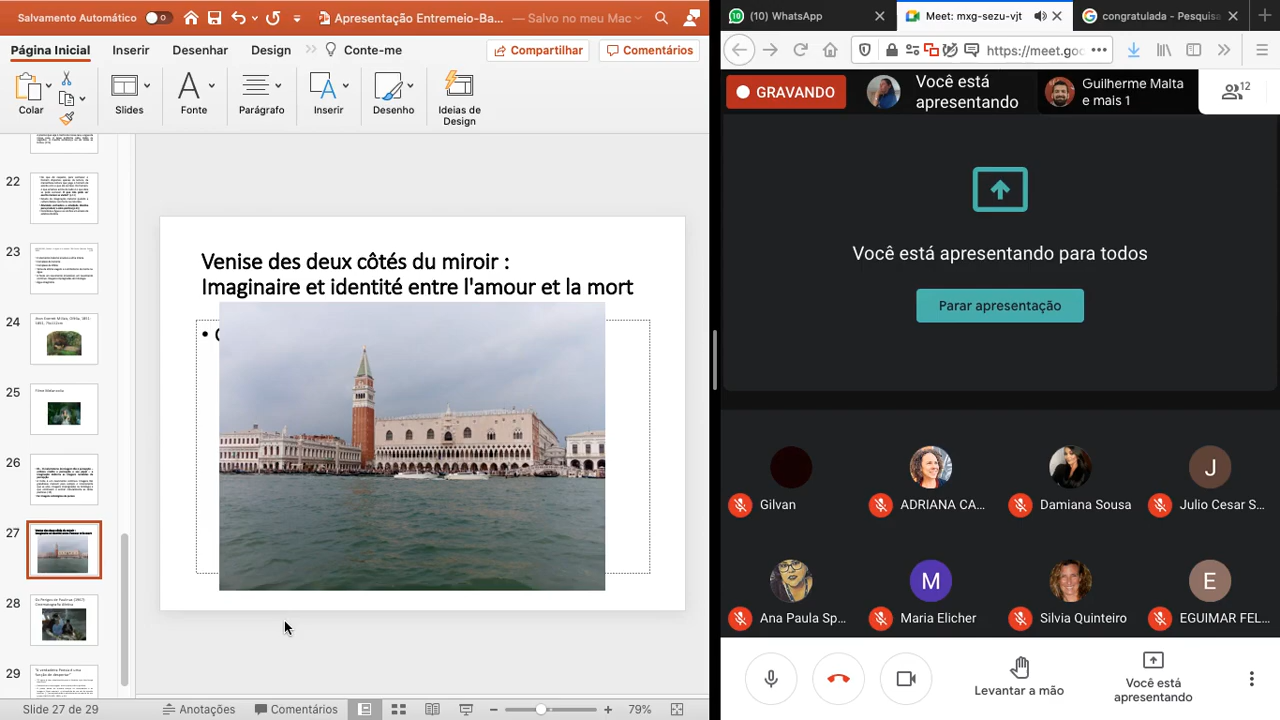 Salvamento Automático
Apresentação Entremeio-Ba... — Salvo no meu Mac
Página Inicial
Inserir
Desenhar
Design
Conte-me
Compartilhar
Comentários
Colar
Slides
Fonte
Parágrafo
Inserir
Desenho
Ideias de
Design
22
23
24
25
Filme Melancolia
26
27
28
29
Venise des deux côtés du miroir :
Imaginaire et identité entre l'amour et la mort
Slide 27 de 29
Anotações
Comentários
79%
(10) WhatsApp
Meet: mxg-sezu-vjt
congratulada - Pesquisa
https://meet.goo
GRAVANDO
Você está
apresentando
Guilherme Malta
e mais 1
12
Você está apresentando para todos
Parar apresentação
Gilvan
ADRIANA CA...
Damiana Sousa
J
Julio Cesar S...
Ana Paula Sp...
M
Maria Elicher
Silvia Quinteiro
E
EGUIMAR FEL...
Levantar a mão
Você está
apresentando